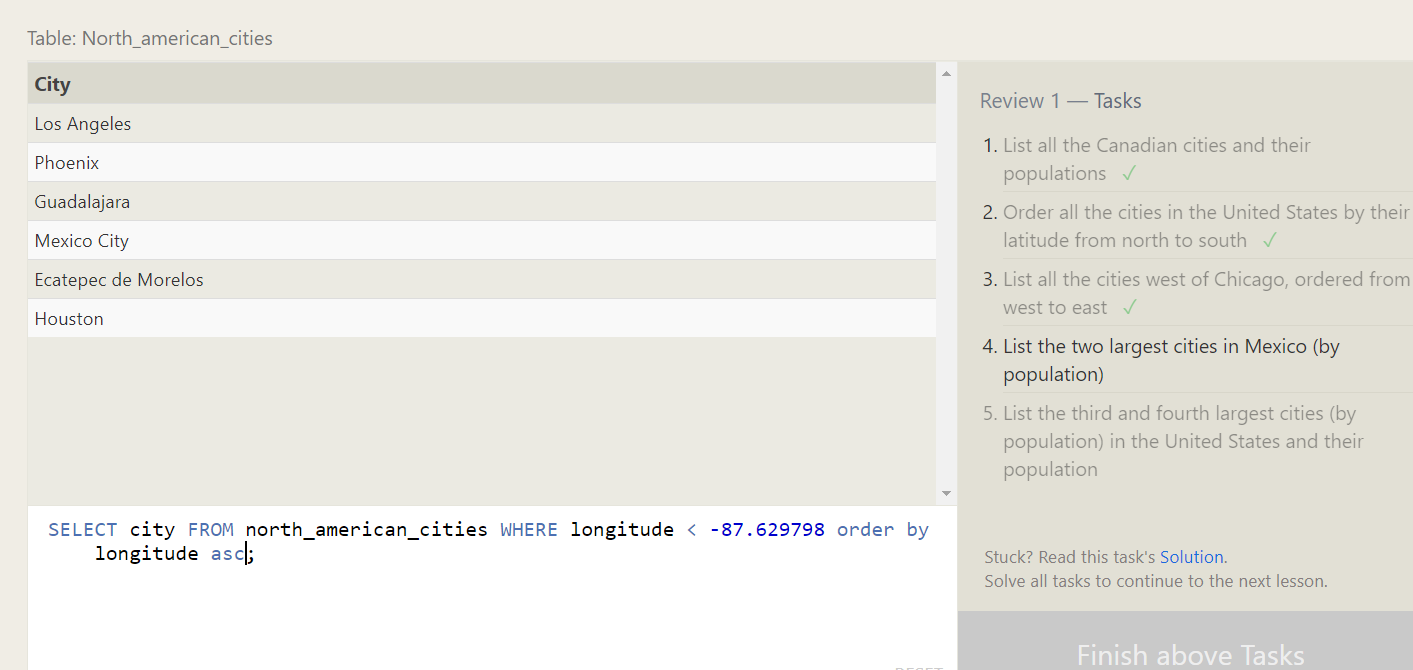 Table: North_american_cities
City
Los Angeles
Phoenix
Guadalajara
Mexico City
Ecatepec de Morelos
Houston
SELECT city FROM north_american_cities WHERE longitude < -87.629798 order by
longitude asc;
RESET
Review 1 — Tasks
1. List all the Canadian cities and their
populations ✓
2. Order all the cities in the United States by their
latitude from north to south ✓
3. List all the cities west of Chicago, ordered from
west to east ✓
4. List the two largest cities in Mexico (by
population)
5. List the third and fourth largest cities (by
population) in the United States and their
population
Stuck? Read this task's Solution.
Solve all tasks to continue to the next lesson.
Finish above Tasks